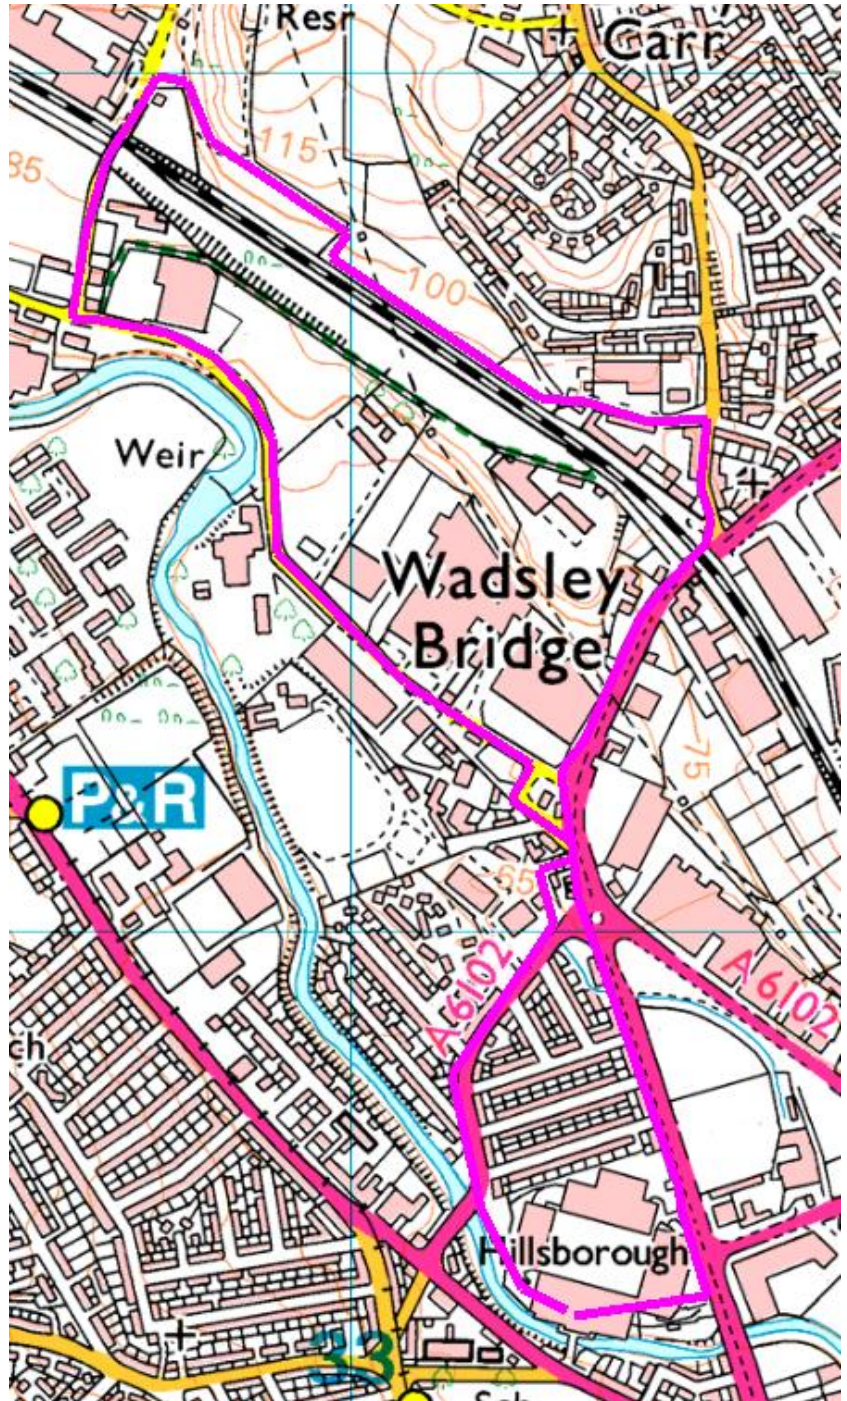 Resr
Carr
115
85
100
Weir
Wadsley
Bridge
75
P&R
65
A 6102
A 6102
ch
Hillsborough
33
Sch